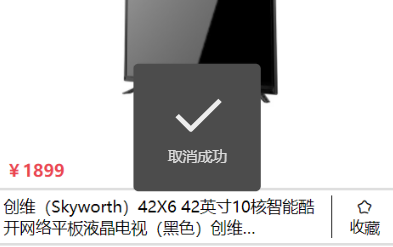 取消成功
￥1899
创维（Skyworth）42X6 42英寸10核智能酷
开网络平板液晶电视（黑色）创维...
收藏